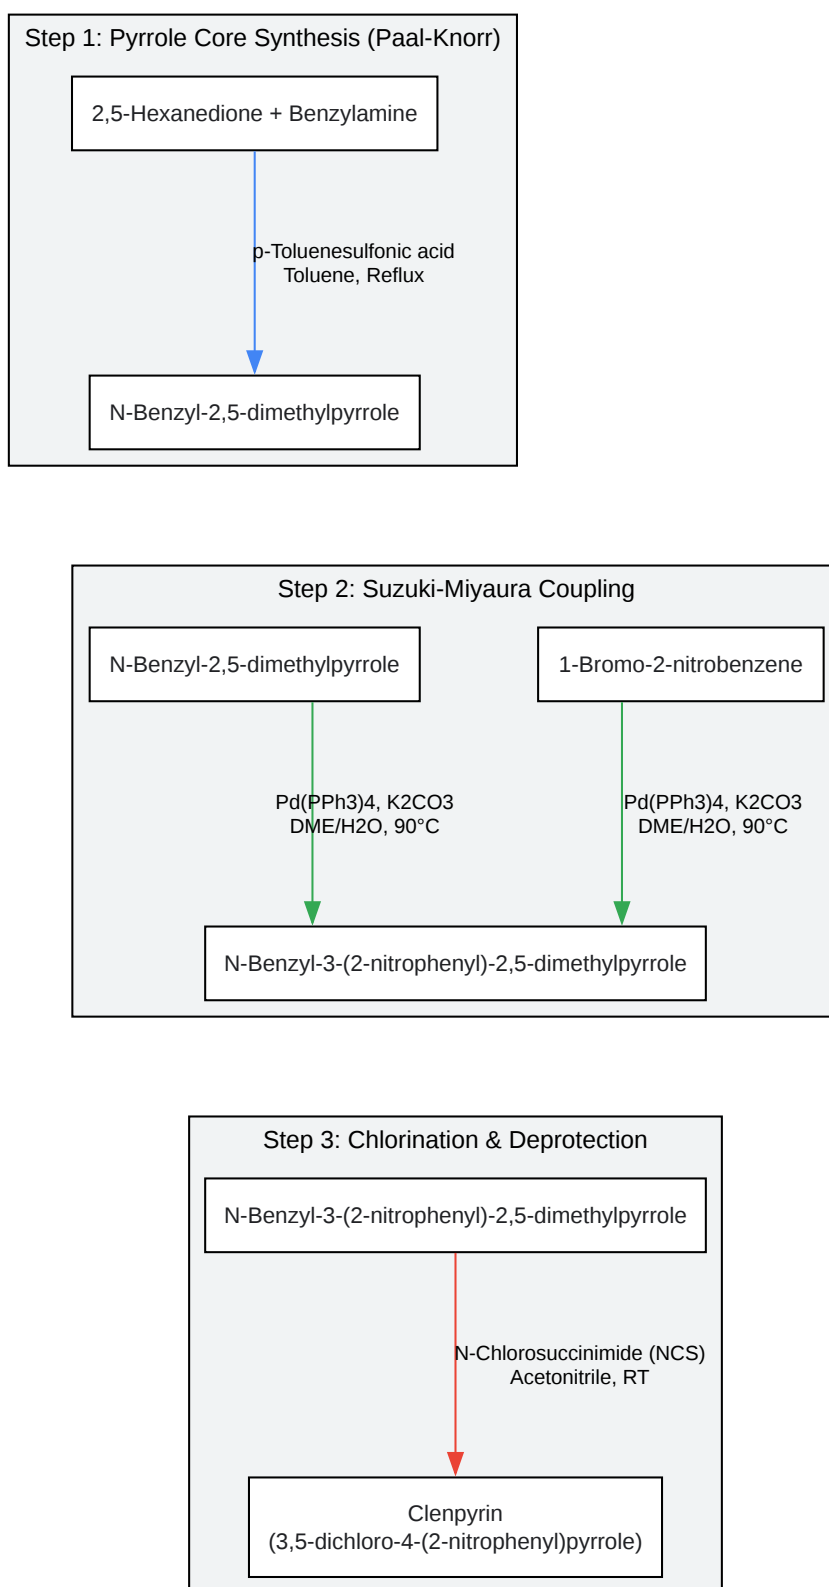 Step 1: Pyrrole Core Synthesis (Paal-Knorr)
2,5-Hexanedione + Benzylamine
p-Toluenesulfonic acid
Toluene, Reflux
N-Benzyl-2,5-dimethylpyrrole
Step 2: Suzuki-Miyaura Coupling
N-Benzyl-2,5-dimethylpyrrole
1-Bromo-2-nitrobenzene
Pd(PPh3)4, K2CO3
DME/H2O, 90°C
Pd(PPh3)4, K2CO3
DME/H2O, 90°C
N-Benzyl-3-(2-nitrophenyl)-2,5-dimethylpyrrole
Step 3: Chlorination & Deprotection
N-Benzyl-3-(2-nitrophenyl)-2,5-dimethylpyrrole
N-Chlorosuccinimide (NCS)
Acetonitrile, RT
Clenpyrin
(3,5-dichloro-4-(2-nitrophenyl)pyrrole)